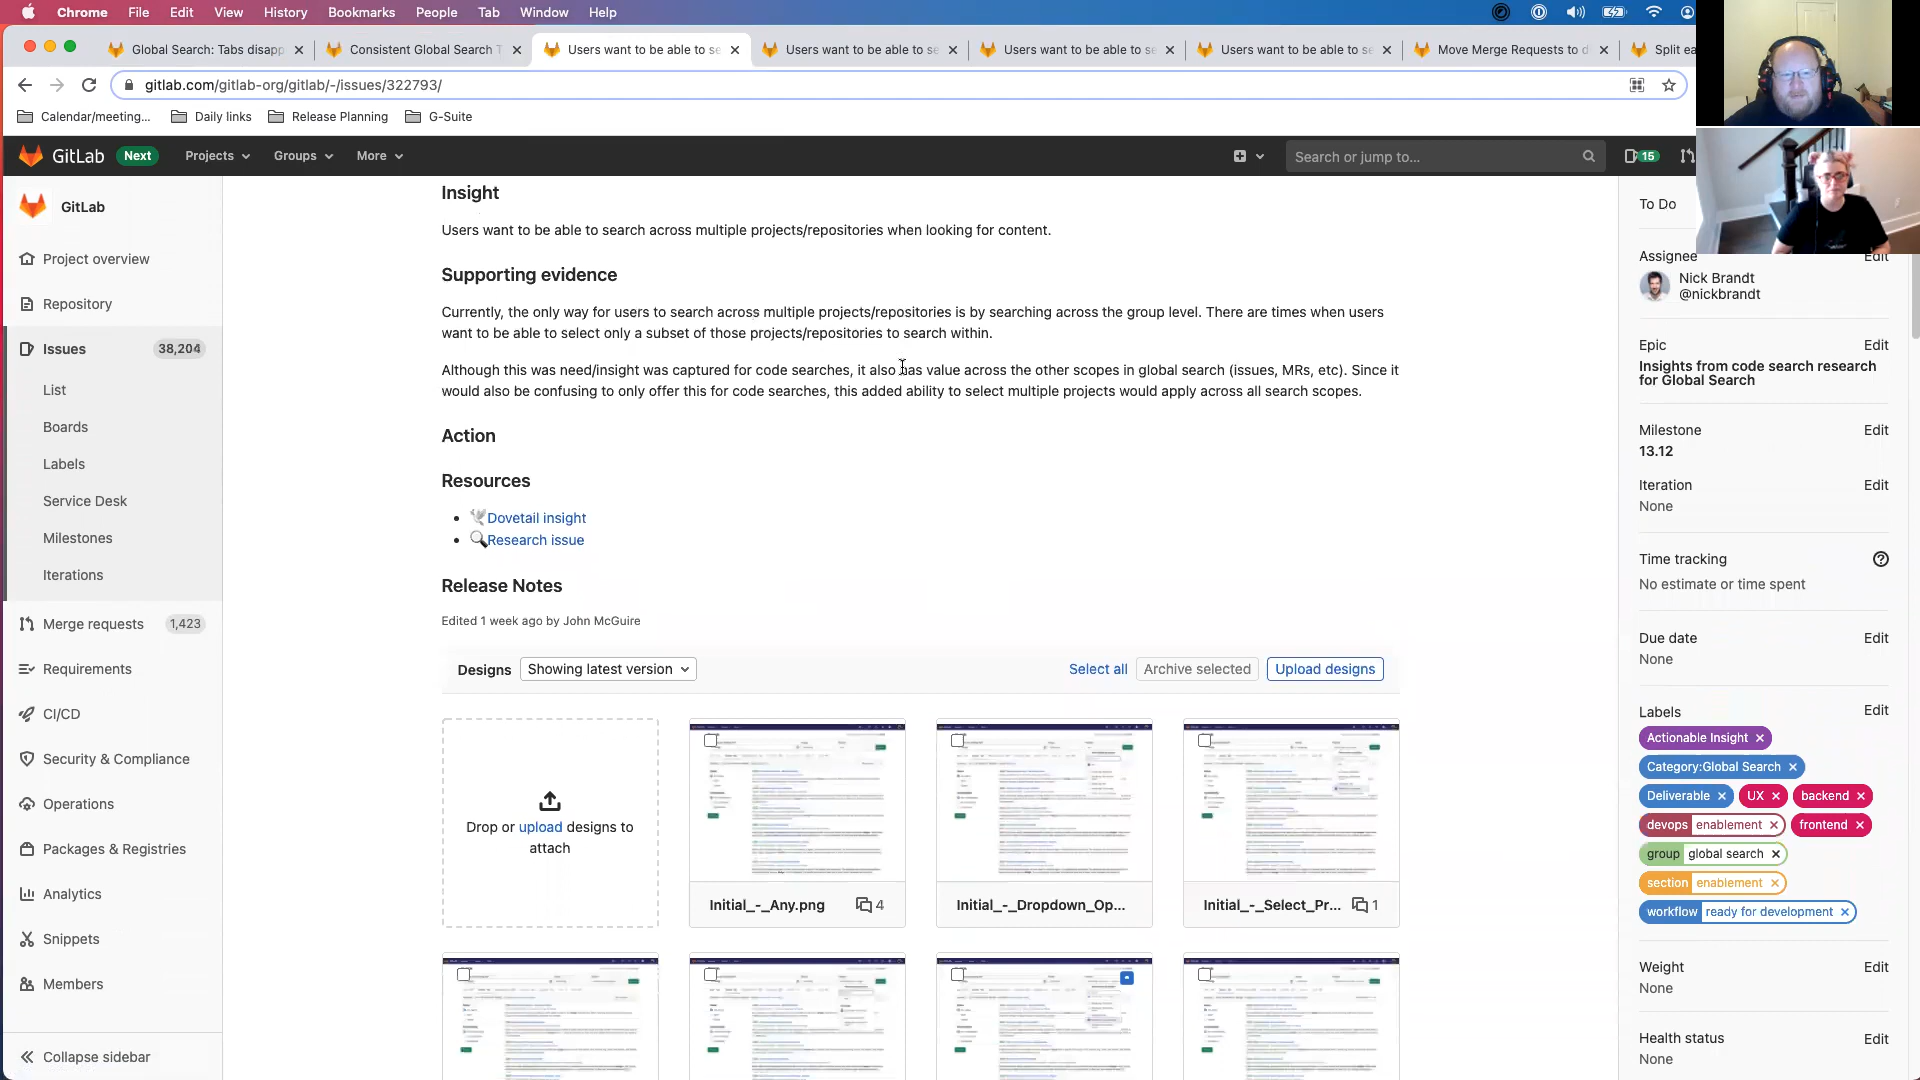 Chrome File Edit View History Bookmarks People Tab Window Help
Global Search: Tabs disapp
Consistent Global Search T
Users want to be able to se
Users want to be able to se
Users want to be able to se
Users want to be able to se
Move Merge Requests to d
Split ea
gitlab.com/gitlab-org/gitlab/-/issues/322793/
Calendar/meeting... Daily links Release Planning G-Suite
GitLab Next Projects Groups More Search or jump to... 15
GitLab
Project overview
Repository
Issues 38,204
List
Boards
Labels
Service Desk
Milestones
Iterations
Merge requests 1,423
Requirements
CI/CD
Security & Compliance
Operations
Packages & Registries
Analytics
Snippets
Members
Collapse sidebar
Insight
Users want to be able to search across multiple projects/repositories when looking for content.
Supporting evidence
Currently, the only way for users to search across multiple projects/repositories is by searching across the group level. There are times when users
want to be able to select only a subset of those projects/repositories to search within.
Although this was need/insight was captured for code searches, it also has value across the other scopes in global search (issues, MRs, etc). Since it
would also be confusing to only offer this for code searches, this added ability to select multiple projects would apply across all search scopes.
Action
Resources
Dovetail insight
Research issue
Release Notes
Edited 1 week ago by John McGuire
Designs Showing latest version Select all Archive selected Upload designs
Drop or upload designs to
attach
Initial_-_Any.png 4
Initial_-_Dropdown_Op...
Initial_-_Select_Pr... 1
To Do
Assignee Edit
Nick Brandt
@nickbrandt
Epic Edit
Insights from code search research
for Global Search
Milestone Edit
13.12
Iteration Edit
None
Time tracking
No estimate or time spent
Due date Edit
None
Labels Edit
Actionable Insight
Category:Global Search
Deliverable UX backend
devops enablement frontend
group global search
section enablement
workflow ready for development
Weight Edit
None
Health status Edit
None